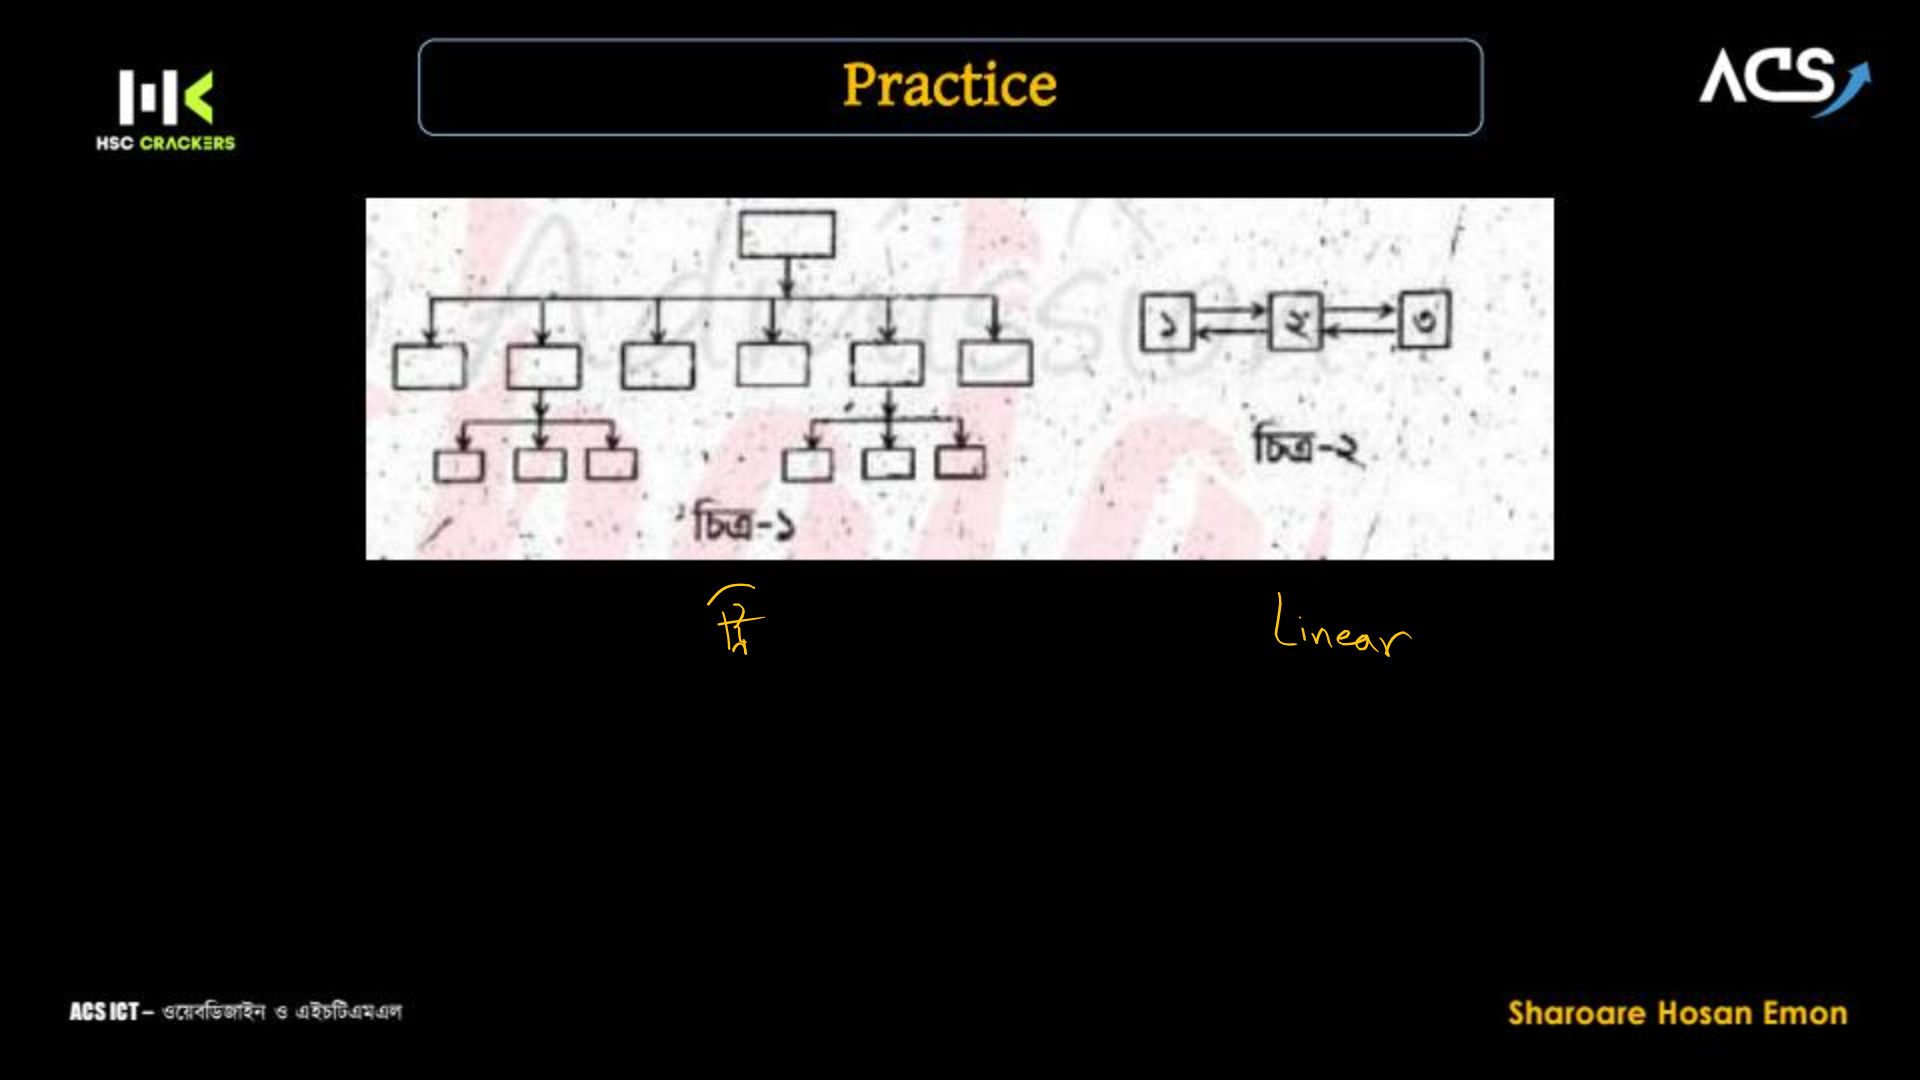 HSC CRACKERS
Practice
ACS
Admission
১ ২ ৩
চিত্র-২
চিত্র-১
ট্রি
Linear
ACS ICT – ওয়েবডিজাইন ও এইচটিএমএল
Sharoare Hosan Emon